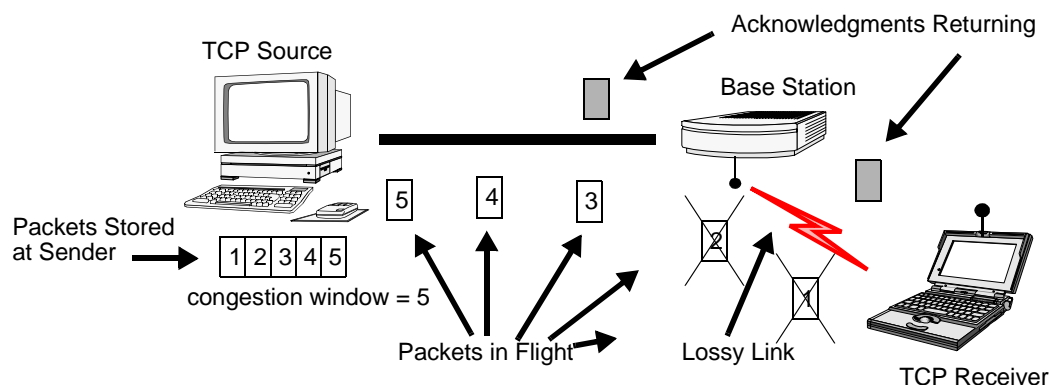 Acknowledgments Returning
TCP Source
Base Station
5
4
3
2
1
Packets Stored
at Sender
1 2 3 4 5
congestion window = 5
Packets in Flight
Lossy Link
TCP Receiver